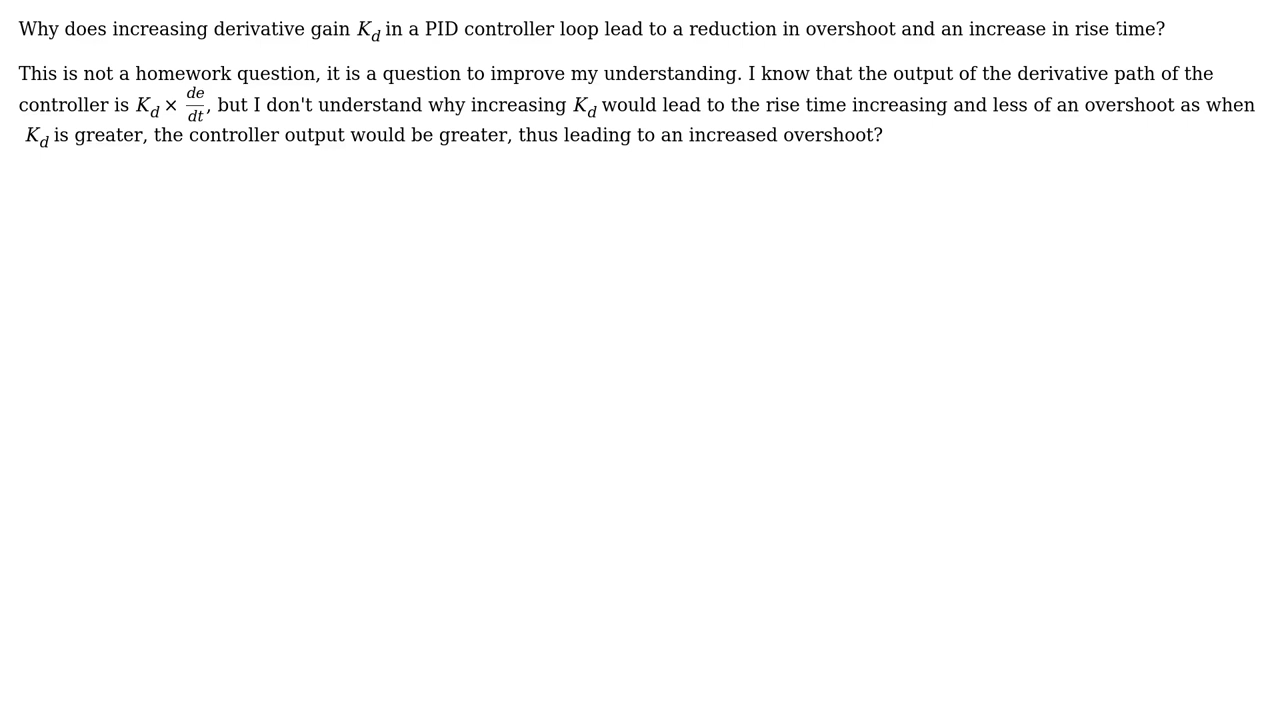 Why does increasing derivative gain K_d in a PID controller loop lead to a reduction in overshoot and an increase in rise time?
This is not a homework question, it is a question to improve my understanding. I know that the output of the derivative path of the
controller is K_d × de/dt, but I don't understand why increasing K_d would lead to the rise time increasing and less of an overshoot as when
K_d is greater, the controller output would be greater, thus leading to an increased overshoot?